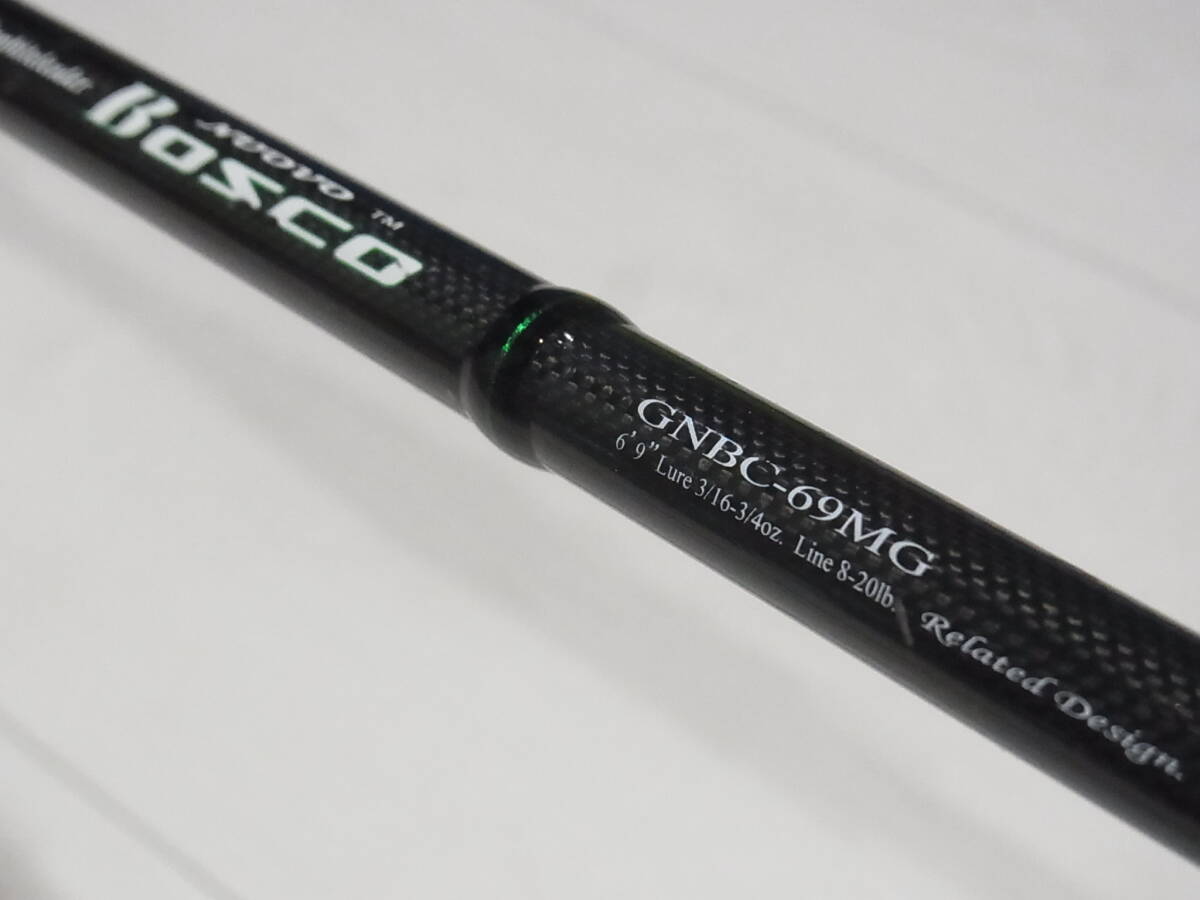 NUOVO
Bosco ™
GNBC-69MG
6'9" Lure 3/16-3/4oz. Line 8-20lb.
Related Design.